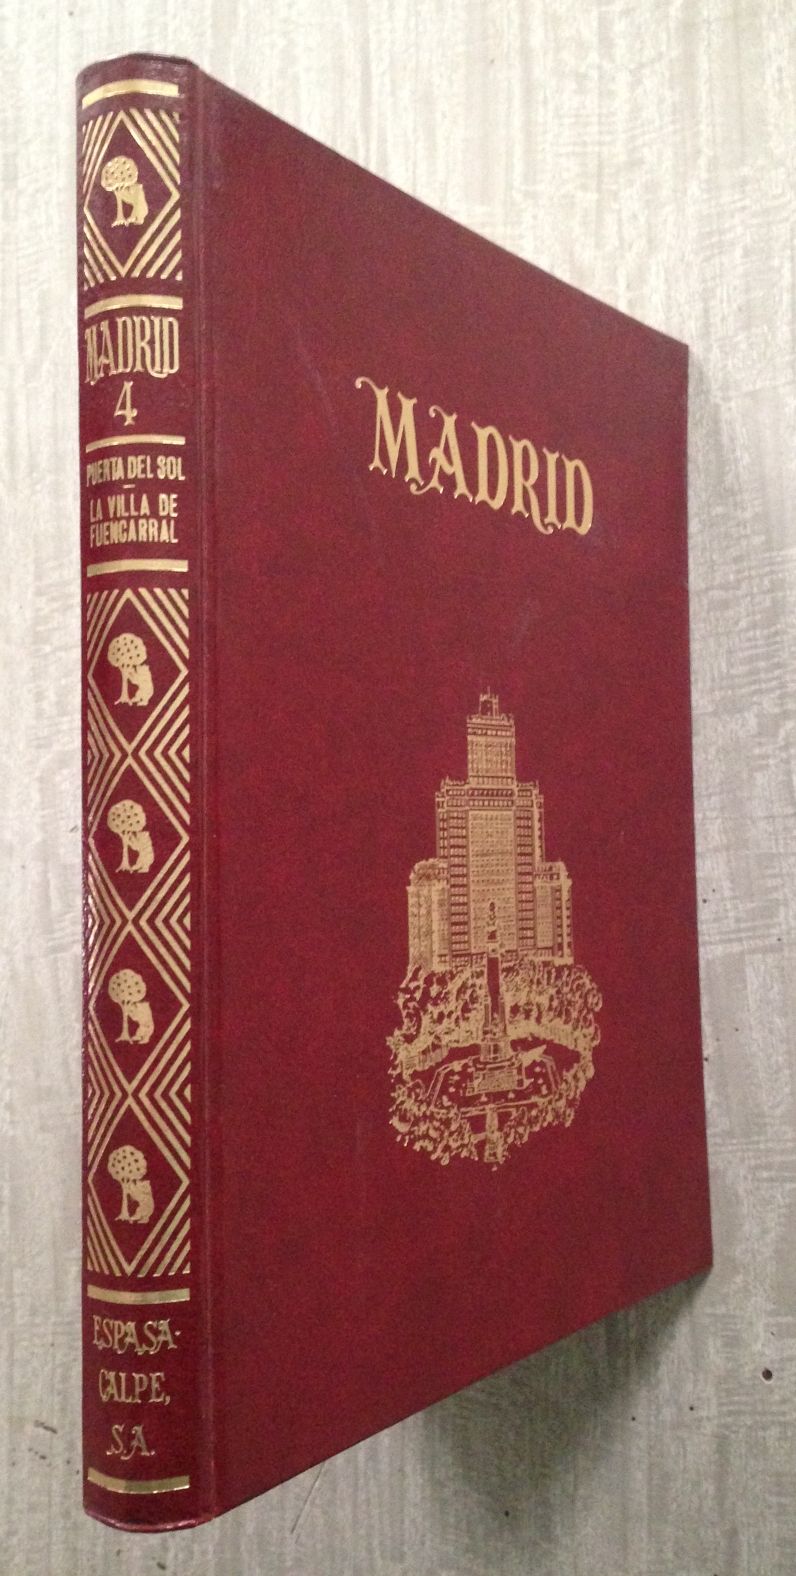 MADRID
4
PUERTA DEL SOL
–
LA VILLA DE
FUENCARRAL
ESPASA-
CALPE,
S.A.
MADRID